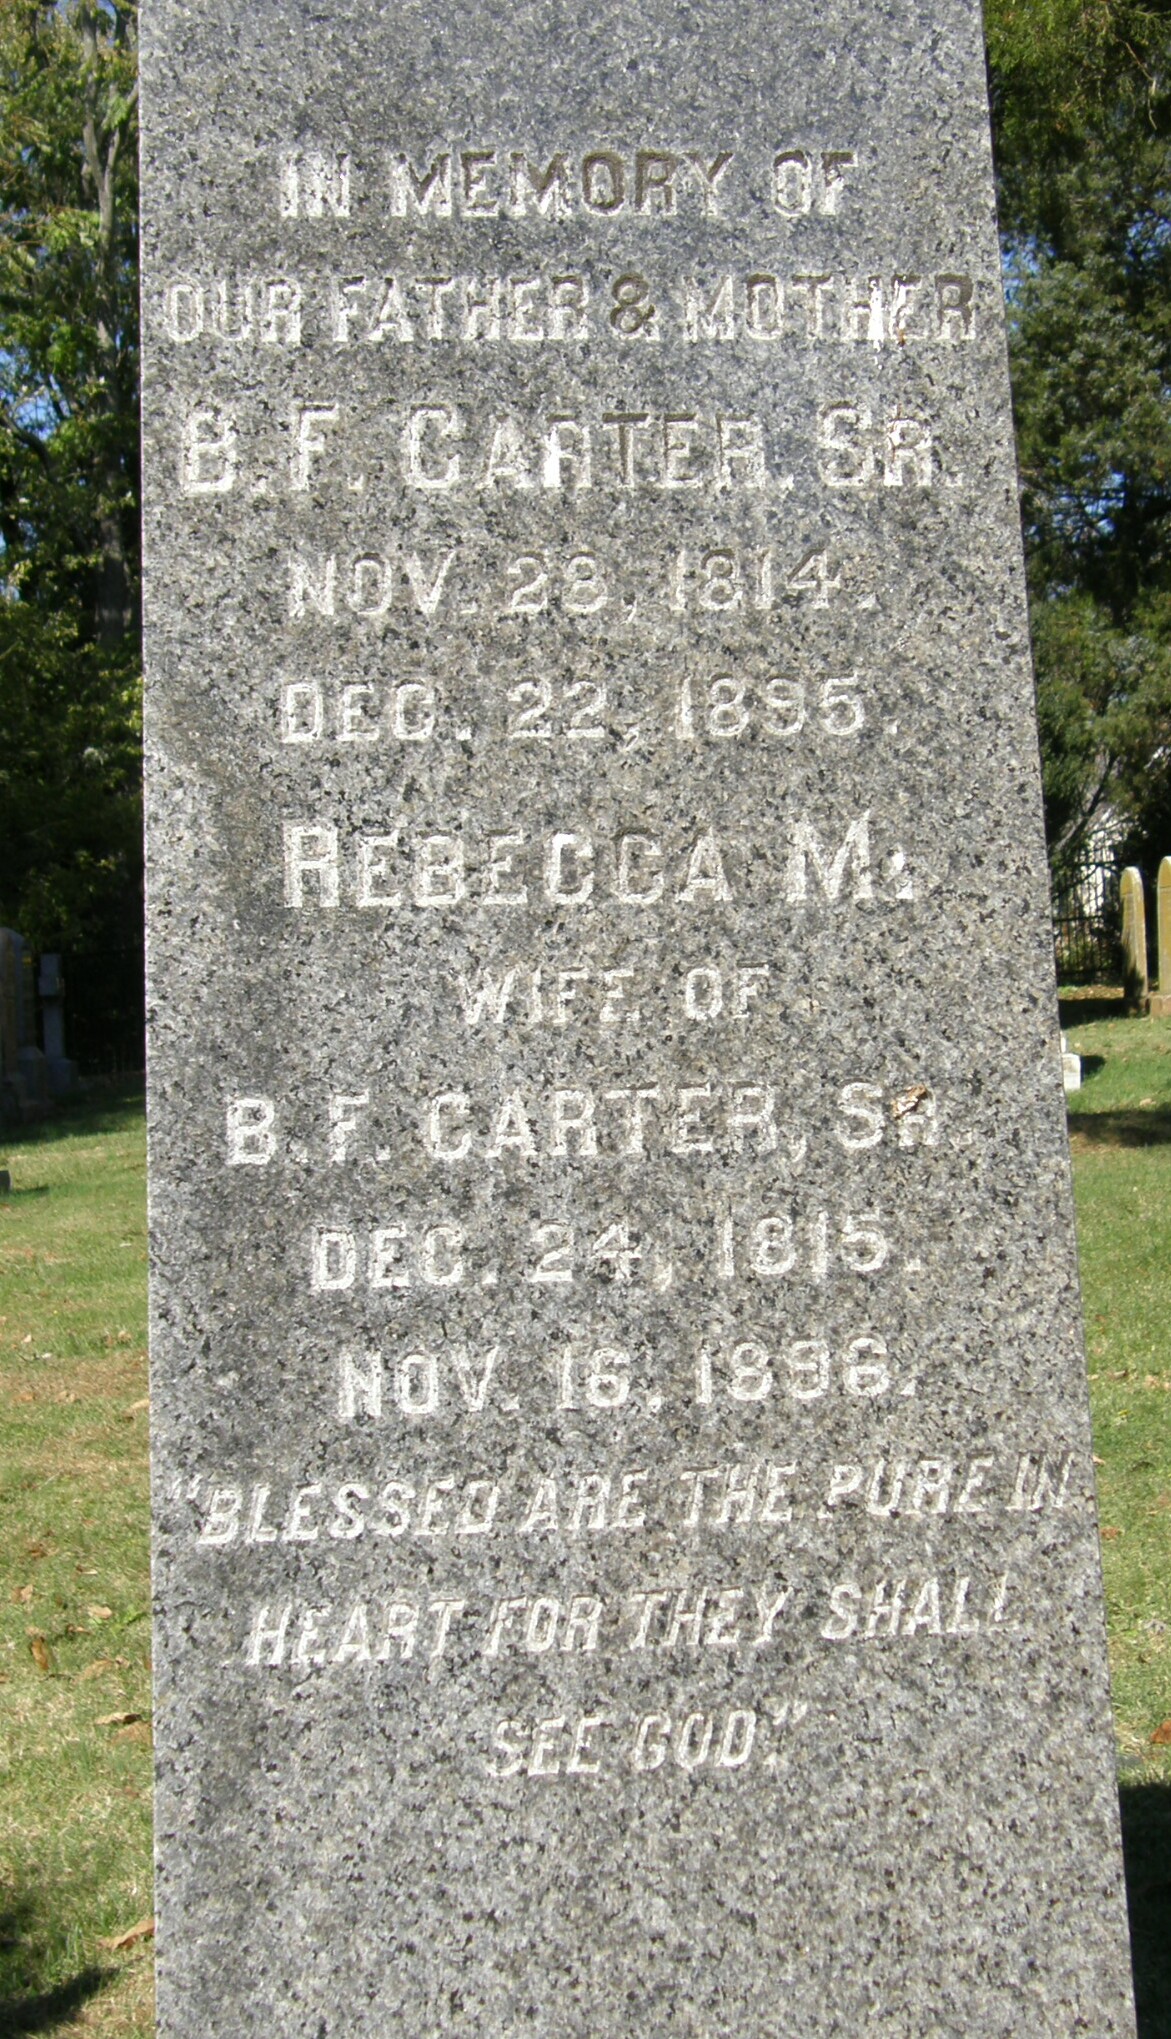 IN MEMORY OF
OUR FATHER & MOTHER
B. F. CARTER, SR.
NOV. 28, 1814.
DEC. 22, 1895.
REBECCA M.
WIFE OF
B. F. CARTER, SR.
DEC. 24, 1815.
NOV. 16, 1896.
"BLESSED ARE THE PURE IN
HEART FOR THEY SHALL
SEE GOD."